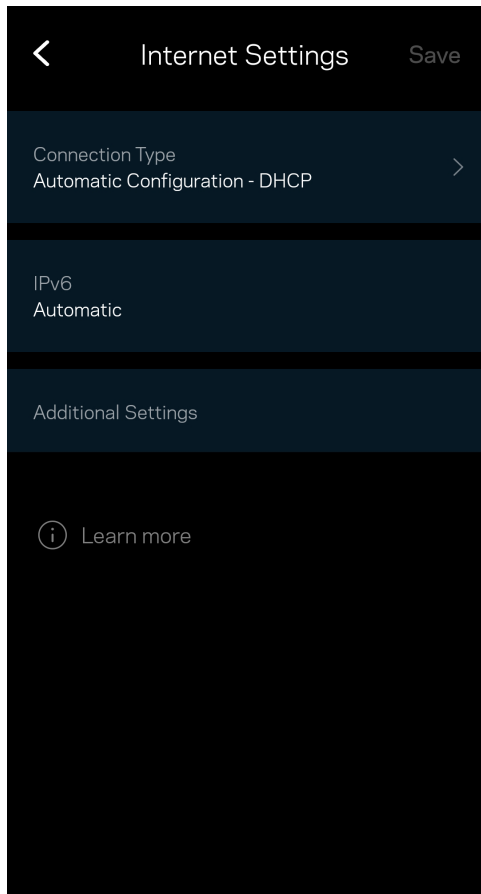 Internet Settings
Save
Connection Type
Automatic Configuration - DHCP
IPv6
Automatic
Additional Settings
Learn more